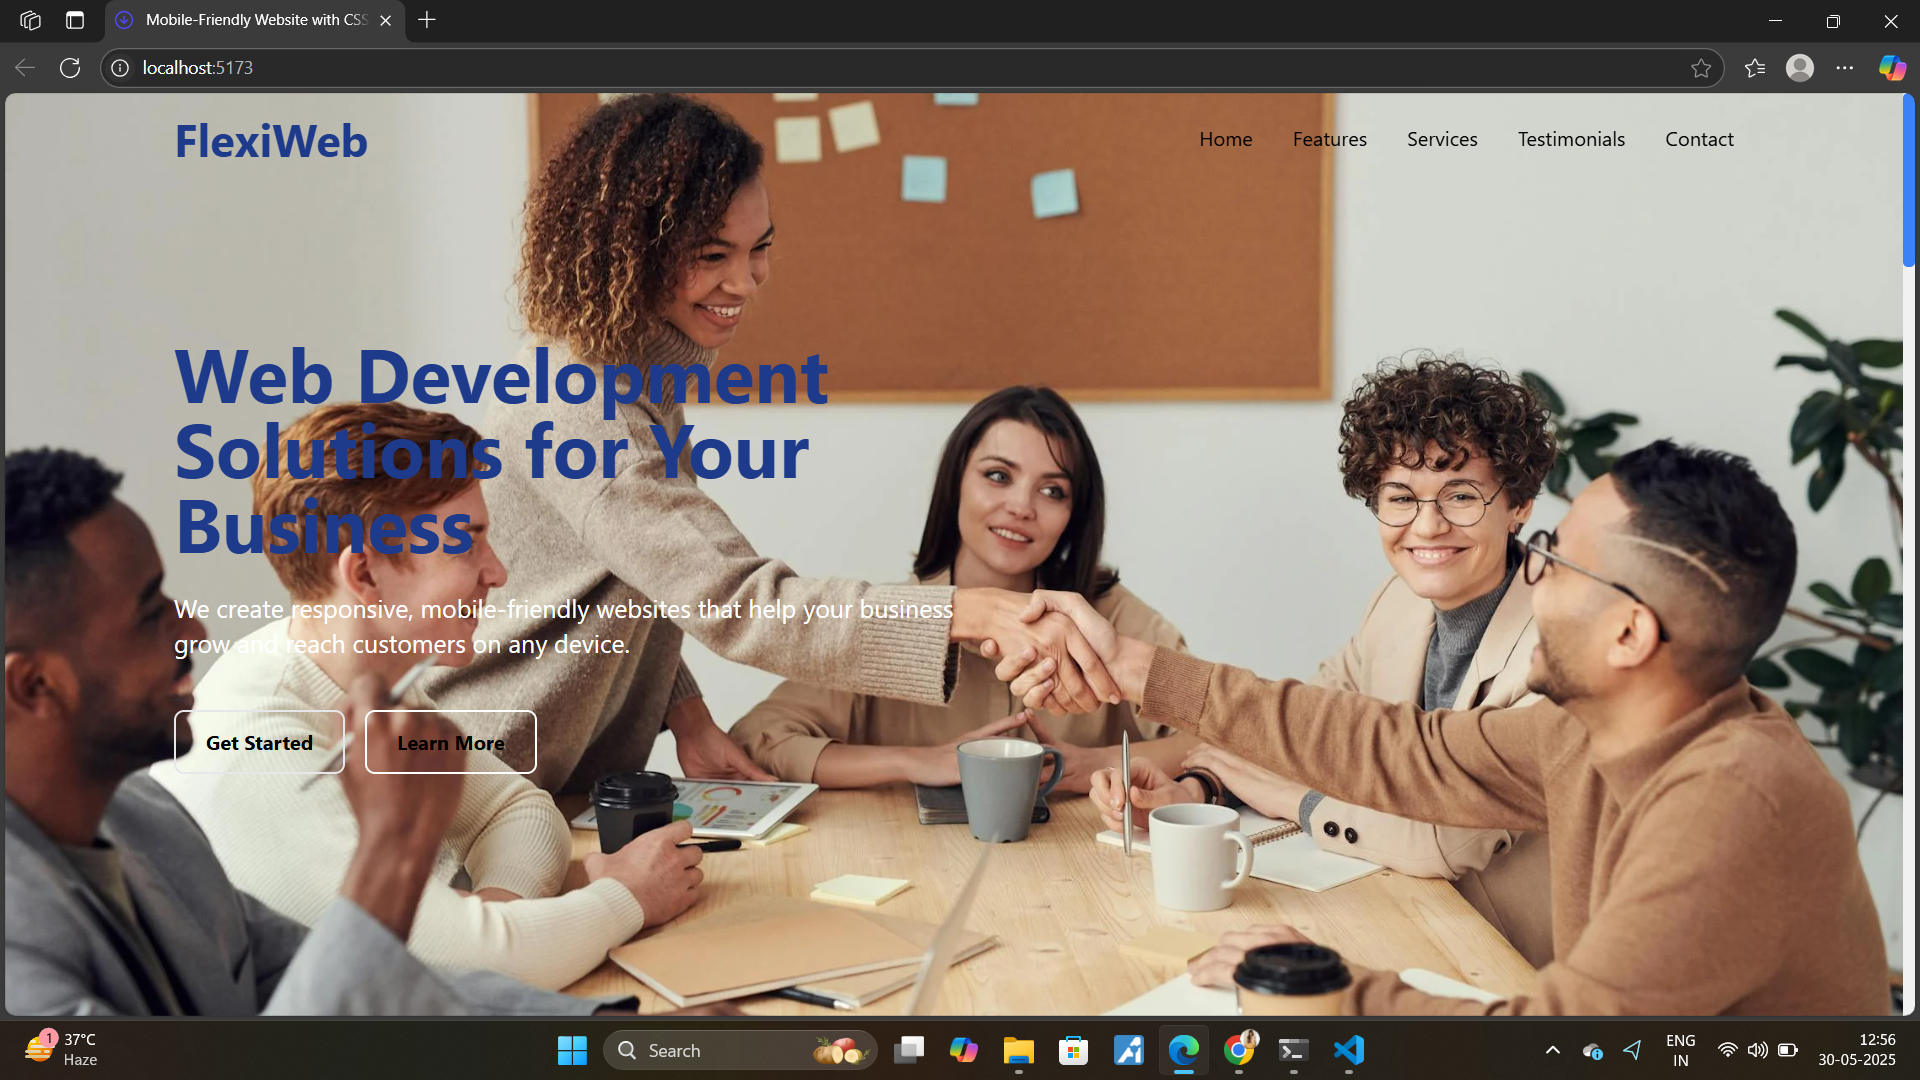 Mobile-Friendly Website with CSS
localhost:5173
FlexiWeb
Home Features Services Testimonials Contact
Web Development
Solutions for Your
Business
We create responsive, mobile-friendly websites that help your business
grow and reach customers on any device.
Get Started Learn More
1
37°C
Haze
Search
ENG
IN
12:56
30-05-2025